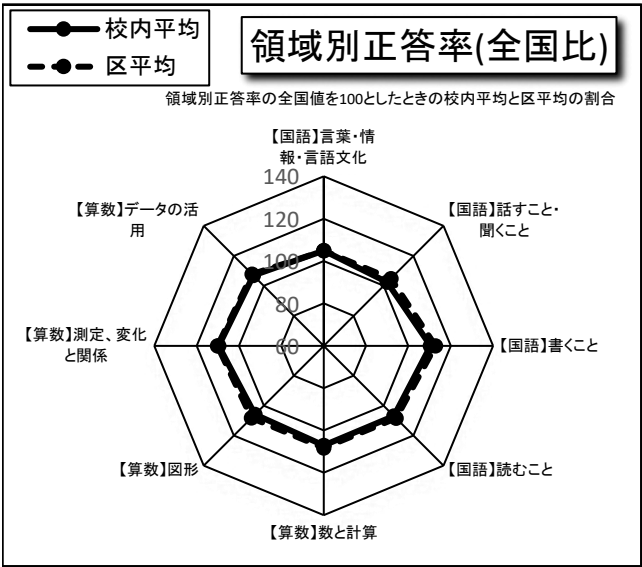 校内平均
区平均
領域別正答率(全国比)
領域別正答率の全国値を100としたときの校内平均と区平均の割合
【国語】言葉・情
報・言語文化
【国語】話すこと・
聞くこと
【国語】書くこと
【国語】読むこと
【算数】数と計算
【算数】図形
【算数】測定、変化
と関係
【算数】データの活
用
140
120
100
80
60